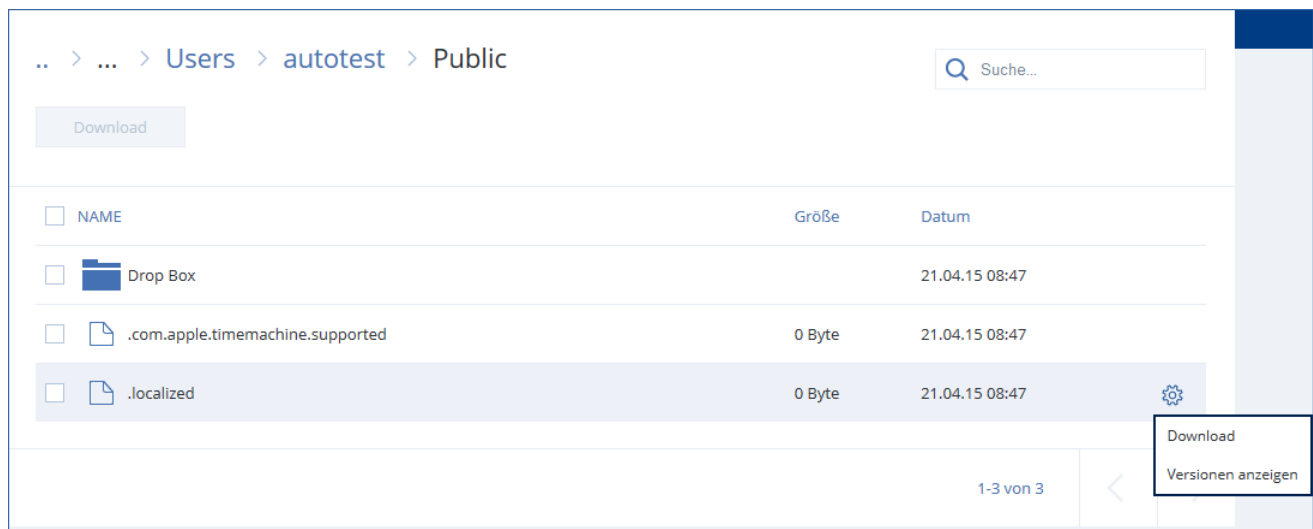 .. > ... > Users > autotest > Public
Suche...
Download
NAME Größe Datum
Drop Box 21.04.15 08:47
.com.apple.timemachine.supported 0 Byte 21.04.15 08:47
.localized 0 Byte 21.04.15 08:47
Download
Versionen anzeigen
1-3 von 3